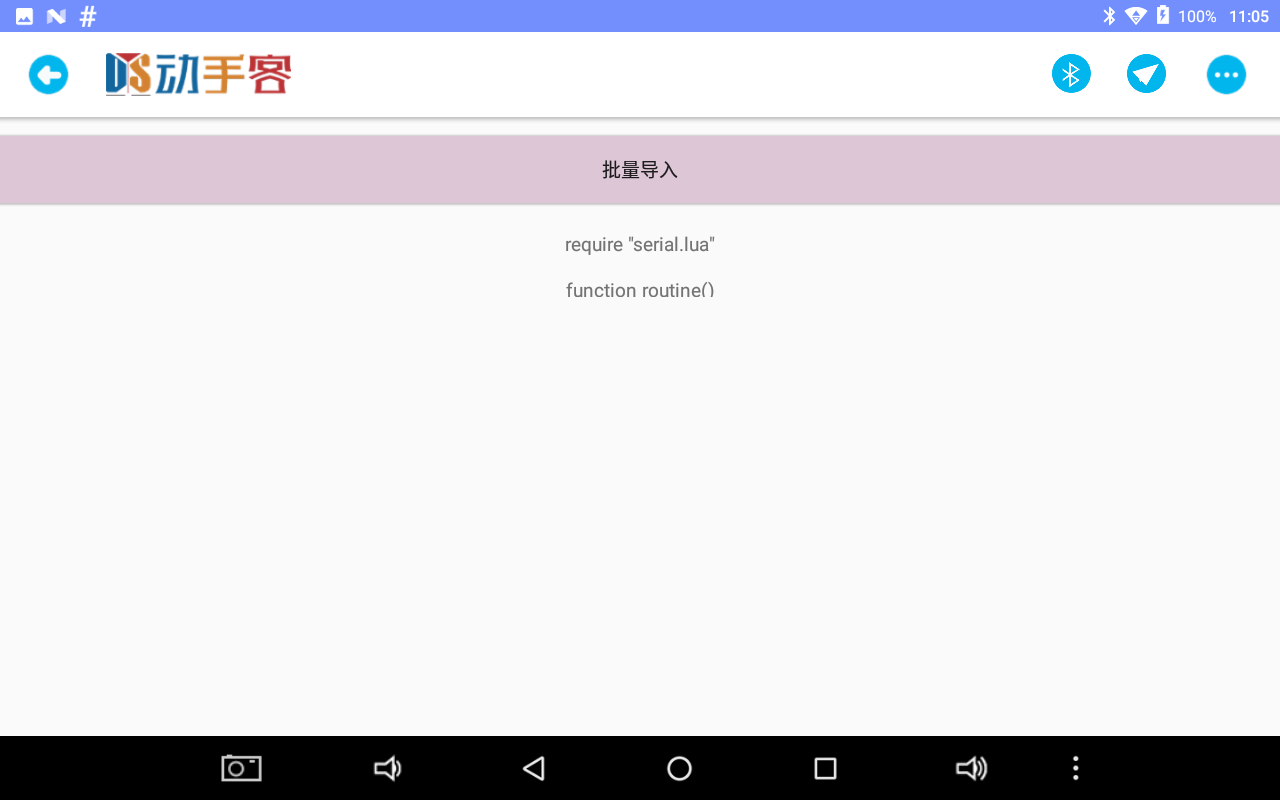 #
100% 11:05
DS动手客
批量导入
require "serial.lua"
function routine()